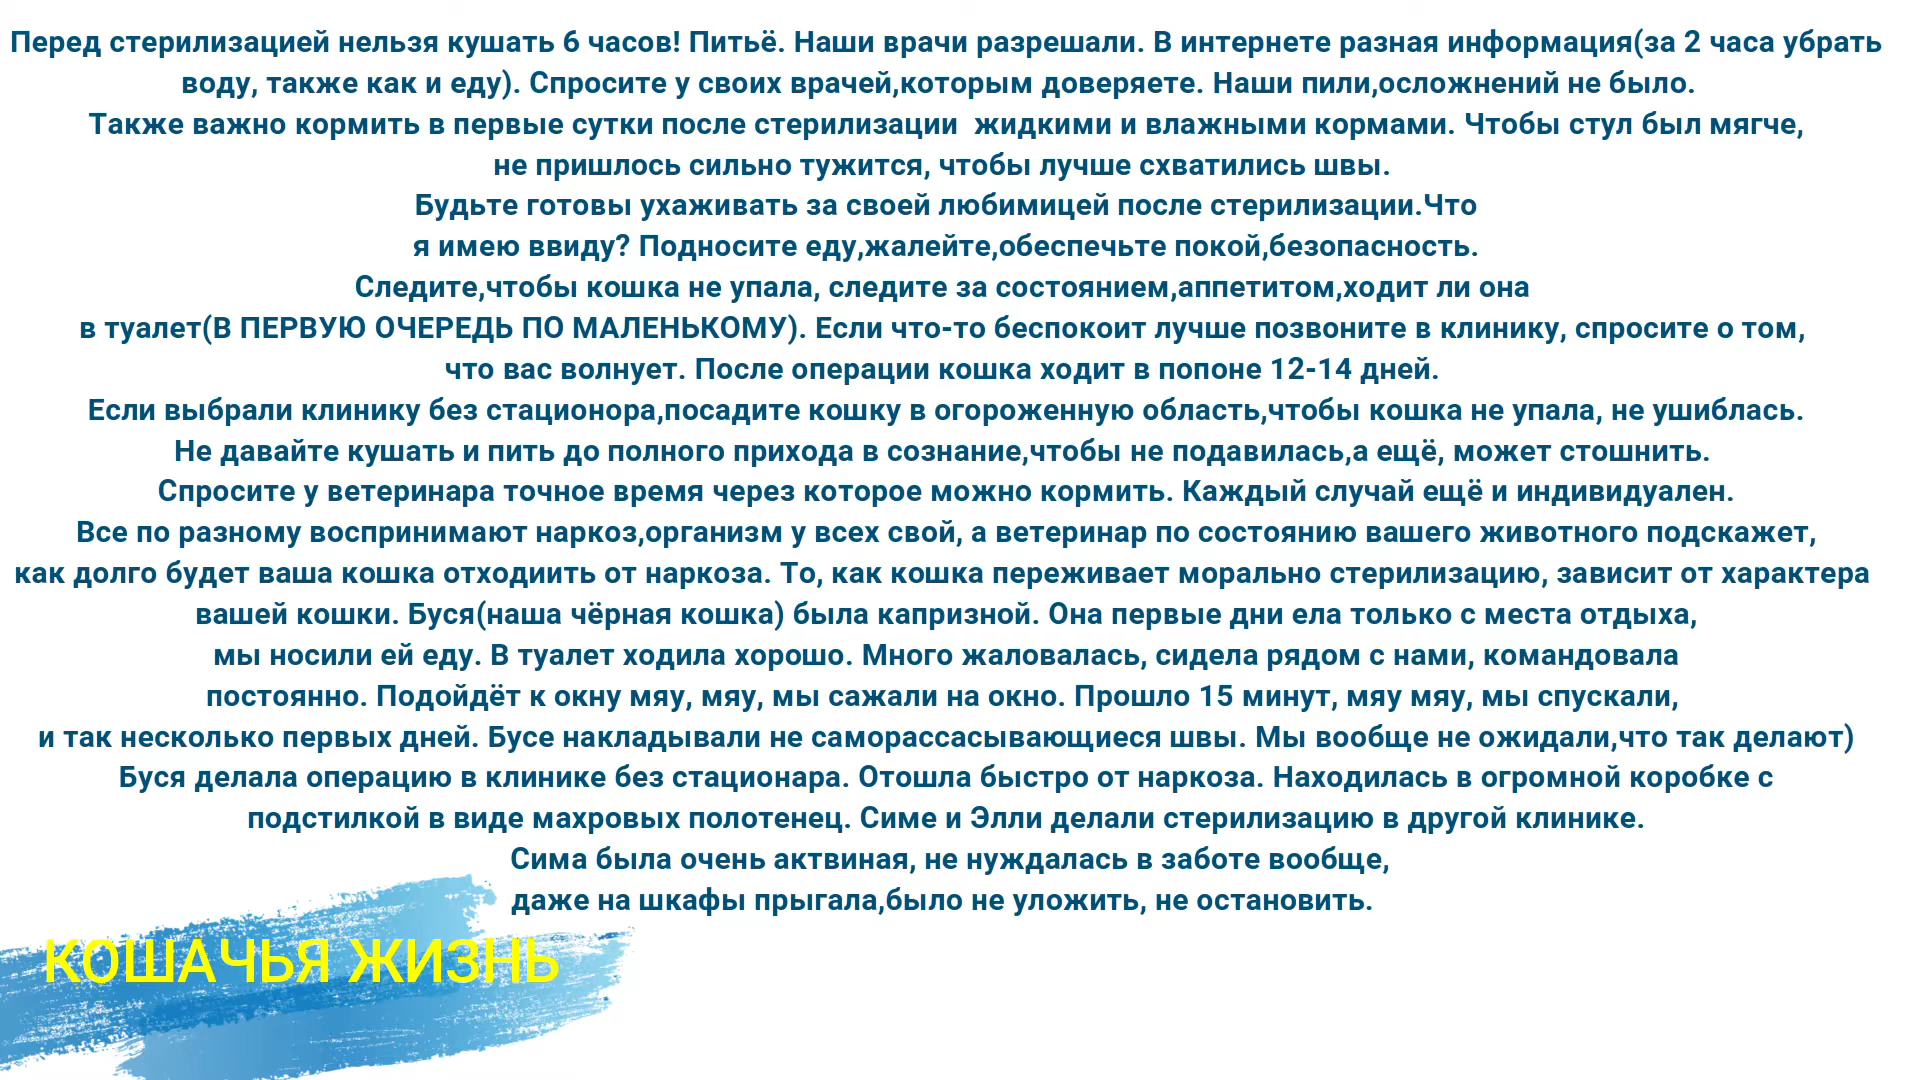 Перед стерилизацией нельзя кушать 6 часов! Питьё. Наши врачи разрешали. В интернете разная информация(за 2 часа убрать
воду, также как и еду). Спросите у своих врачей,которым доверяете. Наши пили,осложнений не было.
Также важно кормить в первые сутки после стерилизации  жидкими и влажными кормами. Чтобы стул был мягче,
не пришлось сильно тужится, чтобы лучше схватились швы.
Будьте готовы ухаживать за своей любимицей после стерилизации.Что
я имею ввиду? Подносите еду,жалейте,обеспечьте покой,безопасность.
Следите,чтобы кошка не упала, следите за состоянием,аппетитом,ходит ли она
в туалет(В ПЕРВУЮ ОЧЕРЕДЬ ПО МАЛЕНЬКОМУ). Если что-то беспокоит лучше позвоните в клинику, спросите о том,
что вас волнует. После операции кошка ходит в попоне 12-14 дней.
Если выбрали клинику без стационора,посадите кошку в огороженную область,чтобы кошка не упала, не ушиблась.
Не давайте кушать и пить до полного прихода в сознание,чтобы не подавилась,а ещё, может стошнить.
Спросите у ветеринара точное время через которое можно кормить. Каждый случай ещё и индивидуален.
Все по разному воспринимают наркоз,организм у всех свой, а ветеринар по состоянию вашего животного подскажет,
как долго будет ваша кошка отходиить от наркоза. То, как кошка переживает морально стерилизацию, зависит от характера
вашей кошки. Буся(наша чёрная кошка) была капризной. Она первые дни ела только с места отдыха,
мы носили ей еду. В туалет ходила хорошо. Много жаловалась, сидела рядом с нами, командовала
постоянно. Подойдёт к окну мяу, мяу, мы сажали на окно. Прошло 15 минут, мяу мяу, мы спускали,
и так несколько первых дней. Бусе накладывали не саморассасывающиеся швы. Мы вообще не ожидали,что так делают)
Буся делала операцию в клинике без стационара. Отошла быстро от наркоза. Находилась в огромной коробке с
подстилкой в виде махровых полотенец. Симе и Элли делали стерилизацию в другой клинике.
Сима была очень актвиная, не нуждалась в заботе вообще,
даже на шкафы прыгала,было не уложить, не остановить.
КОШАЧЬЯ ЖИЗНЬ